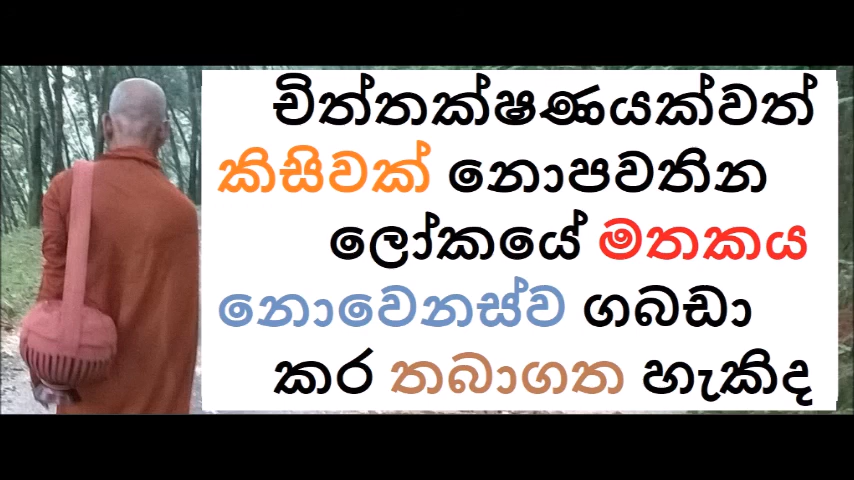 චිත්තක්ෂණයක්වත්
කිසිවක් නොපවතින
ලෝකයේ මතකය
නොවෙනස්ව ගබඩා
කර තබාගත හැකිද